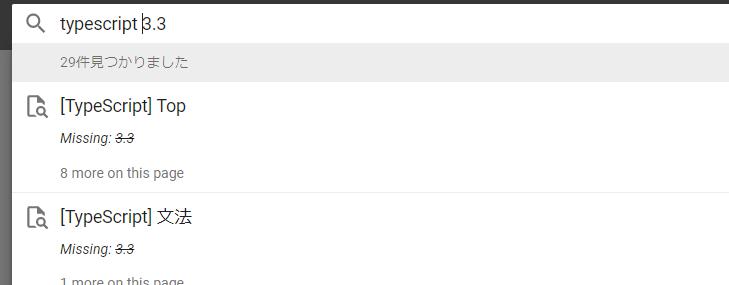 typescript 3.3
29件見つかりました
[TypeScript] Top
Missing: 3.3
8 more on this page
[TypeScript] 文法
Missing: 3.3
1 more on this page